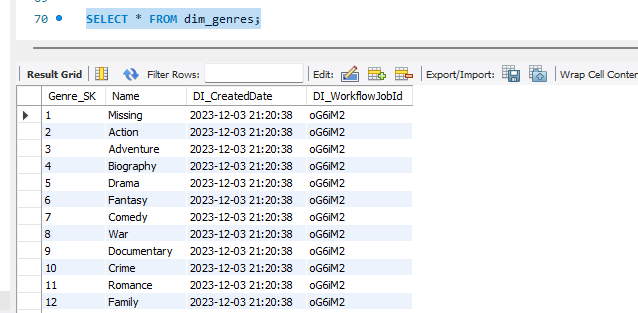 70 SELECT * FROM dim_genres;
Result Grid Filter Rows: Edit: Export/Import: Wrap Cell Conten
Genre_SK Name DI_CreatedDate DI_WorkflowJobId
1 Missing 2023-12-03 21:20:38 oG6iM2
2 Action 2023-12-03 21:20:38 oG6iM2
3 Adventure 2023-12-03 21:20:38 oG6iM2
4 Biography 2023-12-03 21:20:38 oG6iM2
5 Drama 2023-12-03 21:20:38 oG6iM2
6 Fantasy 2023-12-03 21:20:38 oG6iM2
7 Comedy 2023-12-03 21:20:38 oG6iM2
8 War 2023-12-03 21:20:38 oG6iM2
9 Documentary 2023-12-03 21:20:38 oG6iM2
10 Crime 2023-12-03 21:20:38 oG6iM2
11 Romance 2023-12-03 21:20:38 oG6iM2
12 Family 2023-12-03 21:20:38 oG6iM2